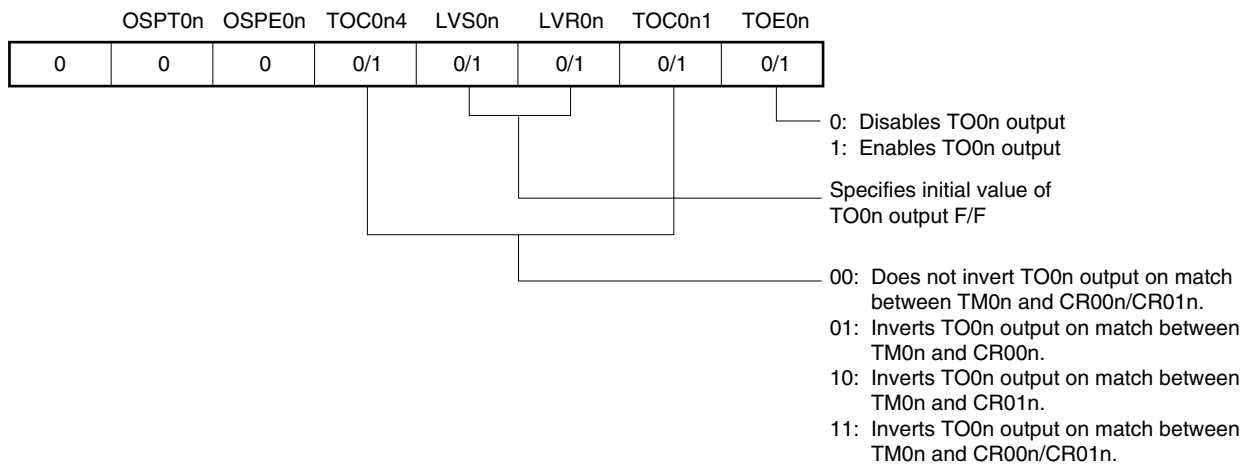 OSPT0n OSPE0n TOC0n4 LVS0n LVR0n TOC0n1 TOE0n
0 0 0 0/1 0/1 0/1 0/1 0/1
0: Disables TO0n output
1: Enables TO0n output
Specifies initial value of
TO0n output F/F
00: Does not invert TO0n output on match
between TM0n and CR00n/CR01n.
01: Inverts TO0n output on match between
TM0n and CR00n.
10: Inverts TO0n output on match between
TM0n and CR01n.
11: Inverts TO0n output on match between
TM0n and CR00n/CR01n.